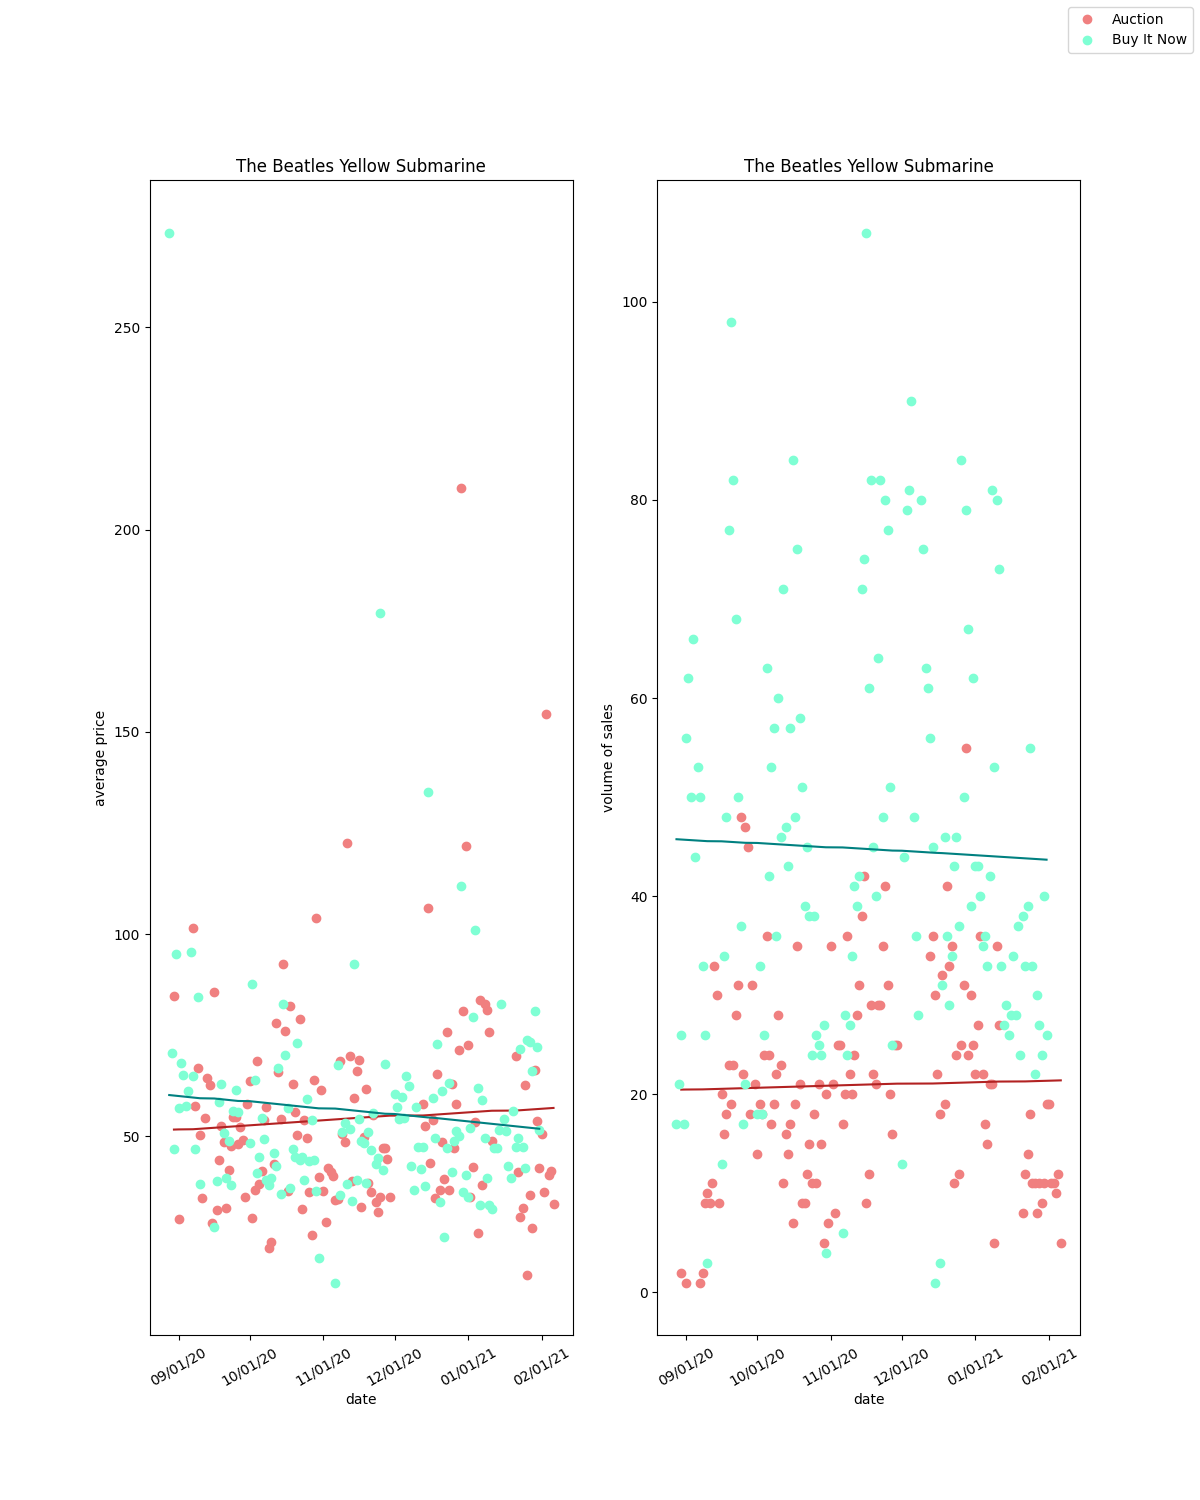 Auction
Buy It Now
The Beatles Yellow Submarine
250
200
150
100
50
average price
09/01/20
10/01/20
11/01/20
12/01/20
01/01/21
02/01/21
date
The Beatles Yellow Submarine
100
80
60
40
20
0
volume of sales
09/01/20
10/01/20
11/01/20
12/01/20
01/01/21
02/01/21
date